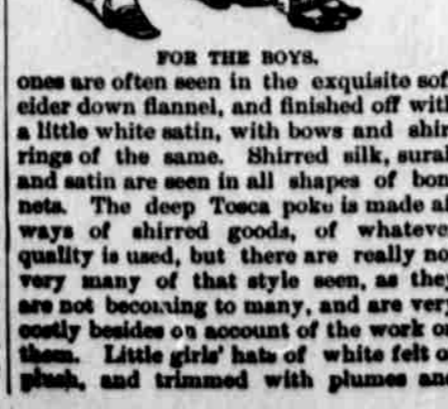 FOR THE BOYS.
ones are often seen in the exquisite sof
eider down flannel, and finished off wit
a little white satin, with bows and shir
rings of the same. Shirred silk, sural
and satin are seen in all shapes of bon
nets. The deep Tosca poke is made al
ways of shirred goods, of whateve
quality is used, but there are really no
very many of that style seen, as they
are not becoming to many, and are ver
costly besides on account of the work o
them. Little girls' hats of white felt o
plush, and trimmed with plumes and